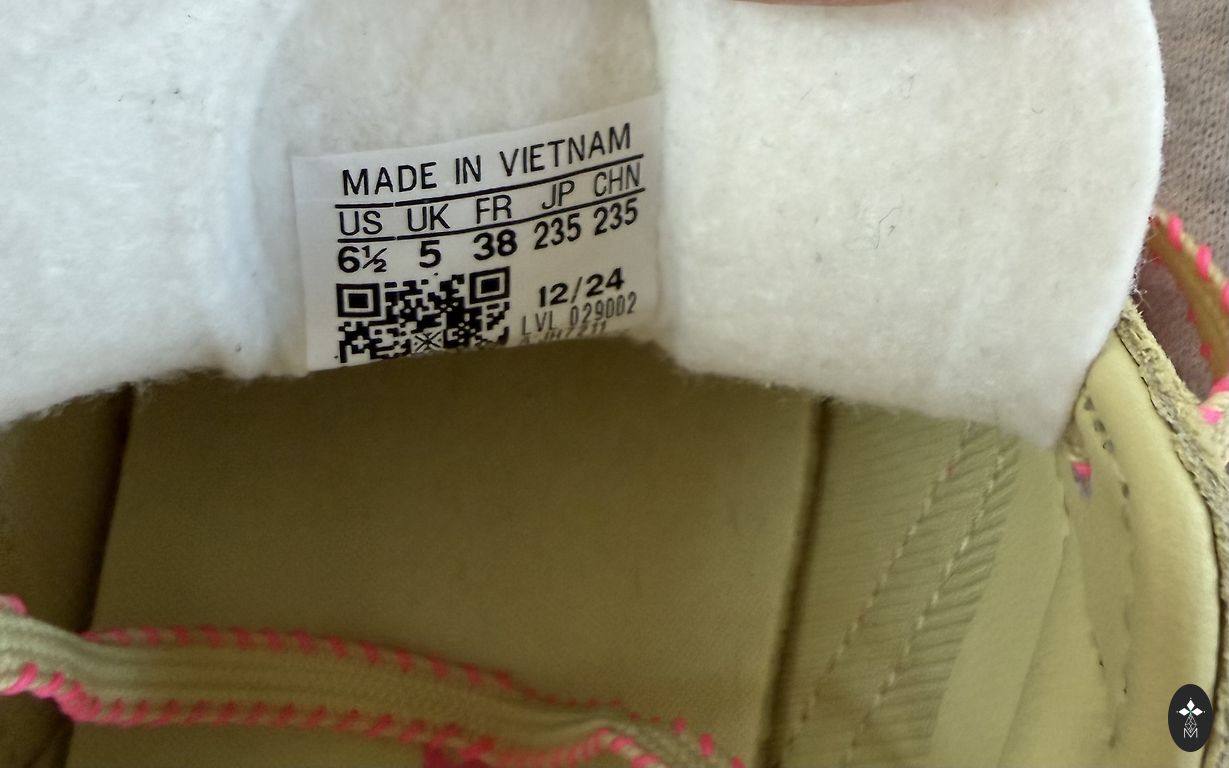 MADE IN VIETNAM
US UK FR JP CHN
6½ 5 38 235 235
12/24
LVL 029002